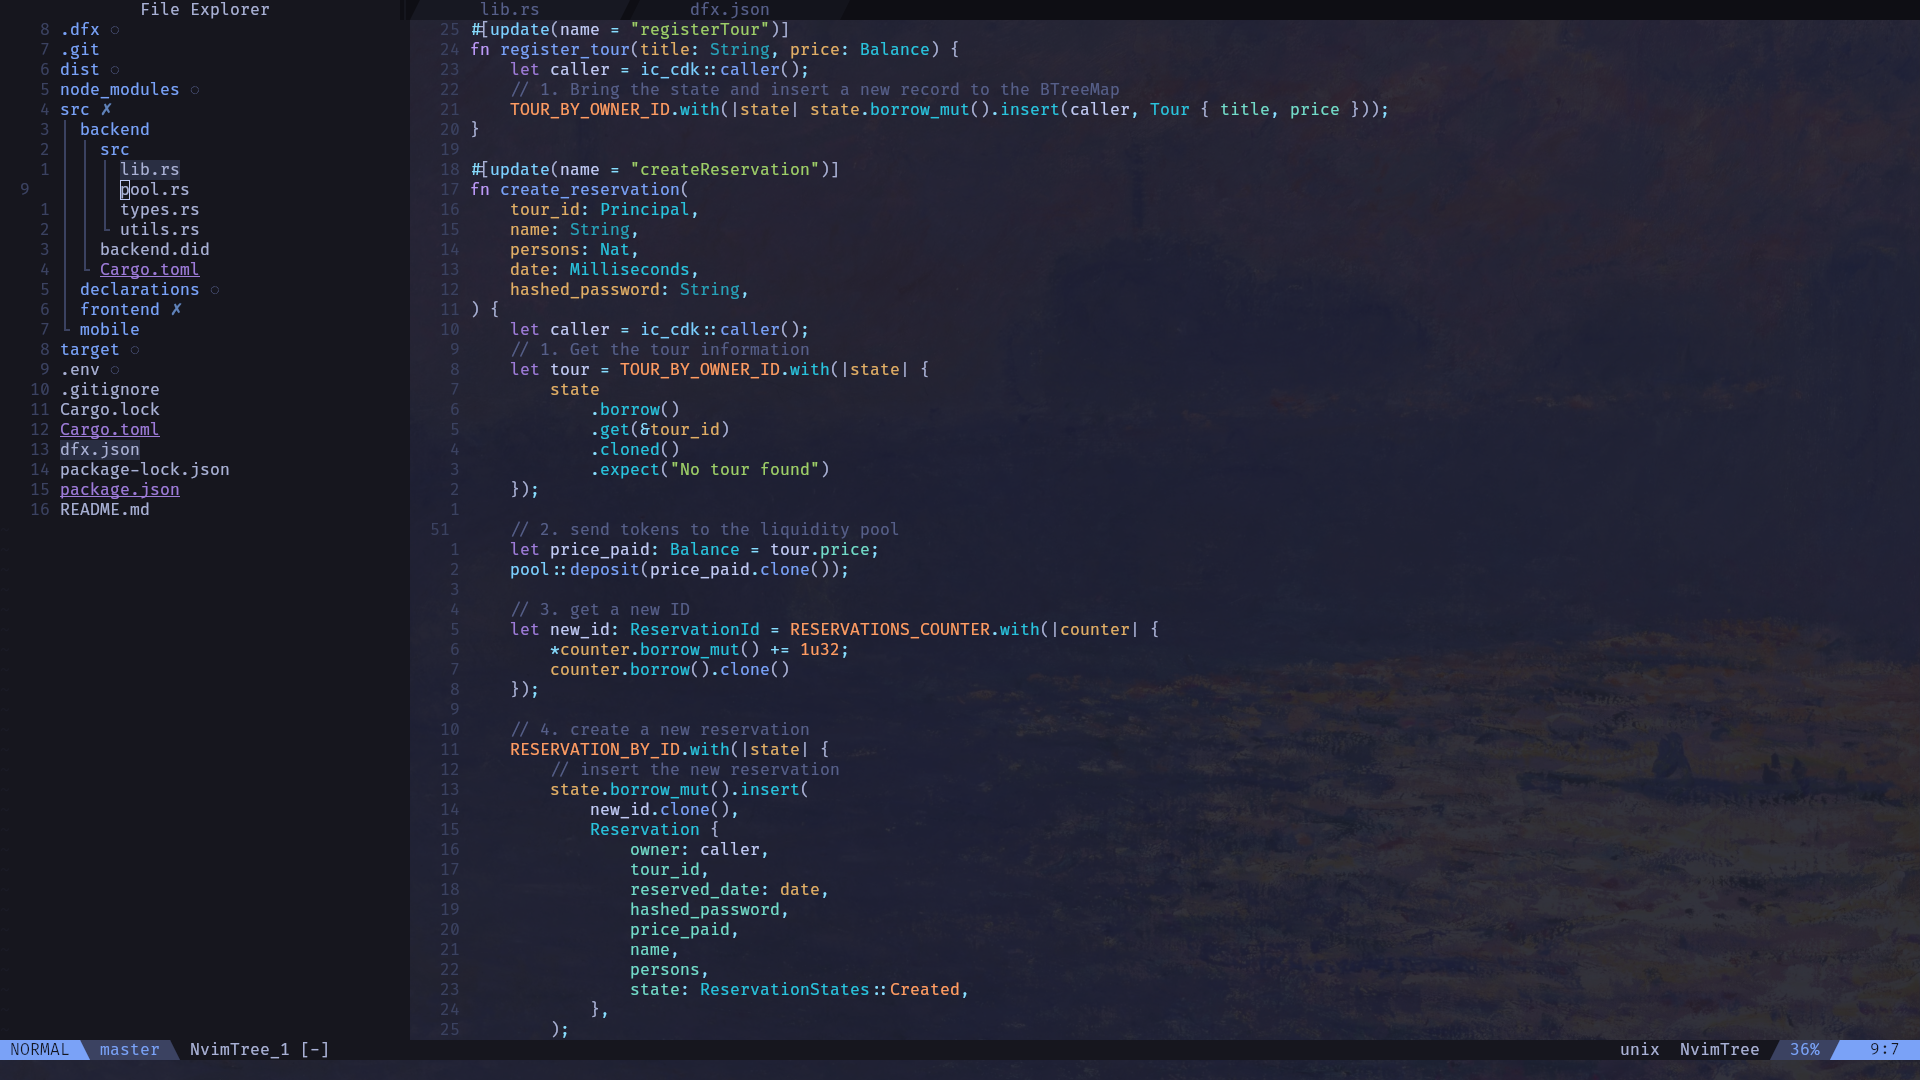 File Explorer
8 .dfx ○
7 .git
6 dist ○
5 node_modules ○
4 src ✗
3 backend
2 src
1 lib.rs
9 pool.rs
1 types.rs
2 utils.rs
3 backend.did
4 Cargo.toml
5 declarations ○
6 frontend ✗
7 mobile
8 target ○
9 .env ○
10 .gitignore
11 Cargo.lock
12 Cargo.toml
13 dfx.json
14 package-lock.json
15 package.json
16 README.md
lib.rs dfx.json
25 #[update(name = "registerTour")]
24 fn register_tour(title: String, price: Balance) {
23     let caller = ic_cdk::caller();
22     // 1. Bring the state and insert a new record to the BTreeMap
21     TOUR_BY_OWNER_ID.with(|state| state.borrow_mut().insert(caller, Tour { title, price }));
20 }
19
18 #[update(name = "createReservation")]
17 fn create_reservation(
16     tour_id: Principal,
15     name: String,
14     persons: Nat,
13     date: Milliseconds,
12     hashed_password: String,
11 ) {
10     let caller = ic_cdk::caller();
9     // 1. Get the tour information
8     let tour = TOUR_BY_OWNER_ID.with(|state| {
7         state
6             .borrow()
5             .get(&tour_id)
4             .cloned()
3             .expect("No tour found")
2     });
1
51     // 2. send tokens to the liquidity pool
1     let price_paid: Balance = tour.price;
2     pool::deposit(price_paid.clone());
3
4     // 3. get a new ID
5     let new_id: ReservationId = RESERVATIONS_COUNTER.with(|counter| {
6         *counter.borrow_mut() += 1u32;
7         counter.borrow().clone()
8     });
9
10     // 4. create a new reservation
11     RESERVATION_BY_ID.with(|state| {
12         // insert the new reservation
13         state.borrow_mut().insert(
14             new_id.clone(),
15             Reservation {
16                 owner: caller,
17                 tour_id,
18                 reserved_date: date,
19                 hashed_password,
20                 price_paid,
21                 name,
22                 persons,
23                 state: ReservationStates::Created,
24             },
25         );
NORMAL master NvimTree_1 [-] unix NvimTree 36% 9:7